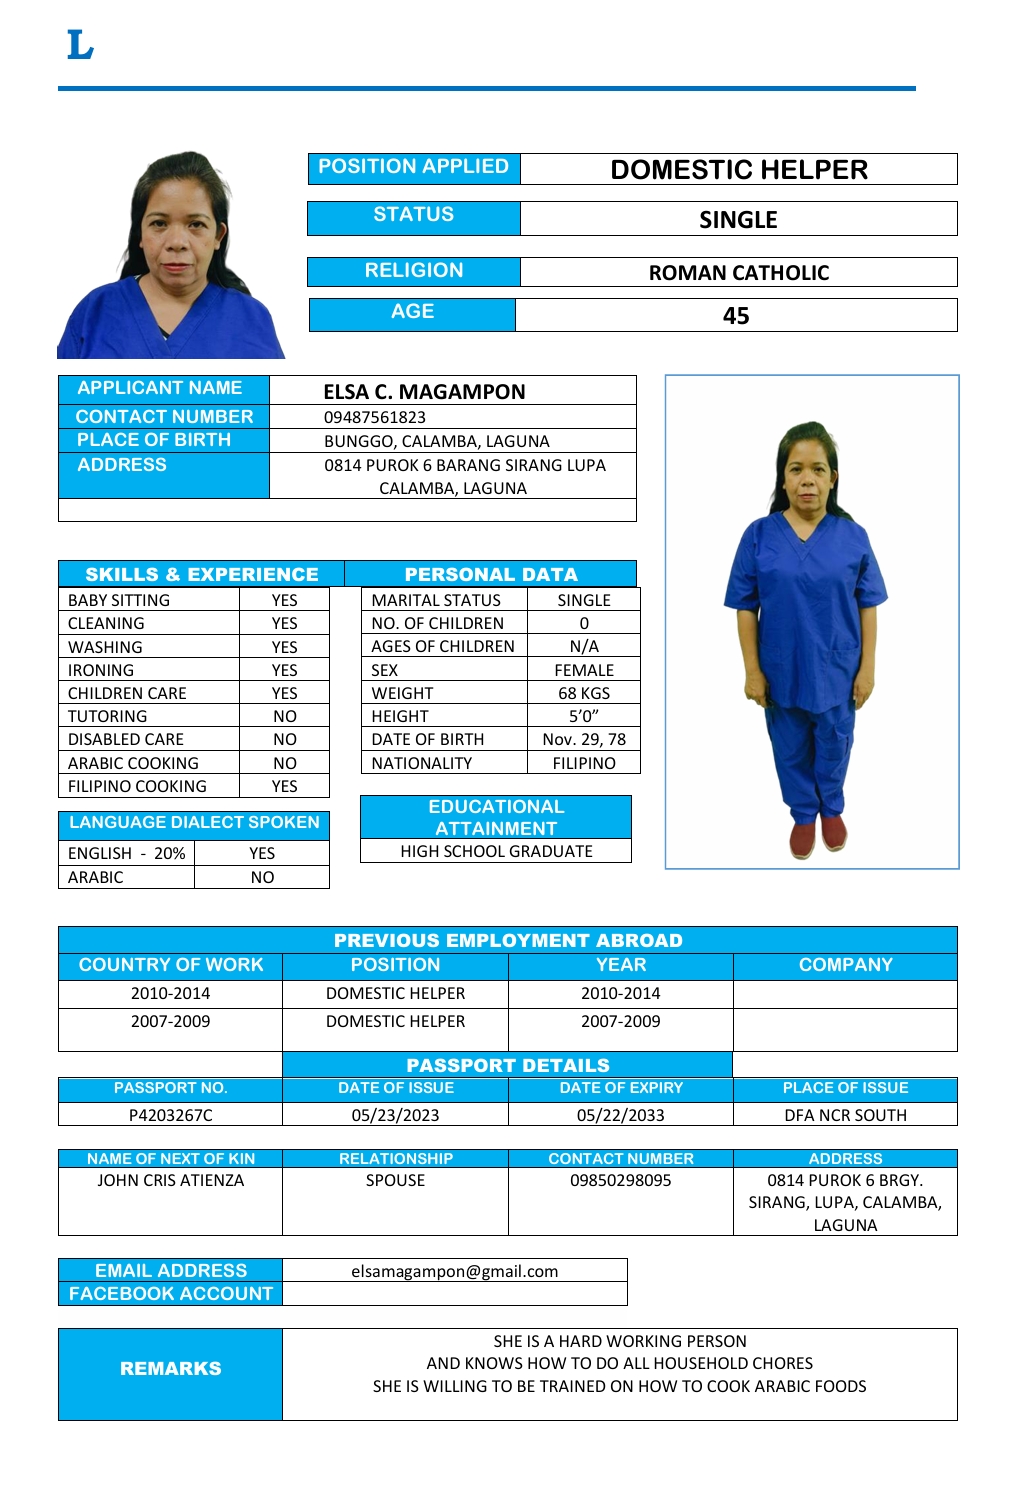 L
POSITION APPLIED DOMESTIC HELPER
STATUS SINGLE
RELIGION ROMAN CATHOLIC
AGE 45
APPLICANT NAME ELSA C. MAGAMPON
CONTACT NUMBER 09487561823
PLACE OF BIRTH BUNGGO, CALAMBA, LAGUNA
ADDRESS 0814 PUROK 6 BARANG SIRANG LUPA
CALAMBA, LAGUNA
SKILLS & EXPERIENCE PERSONAL DATA
BABY SITTING YES MARITAL STATUS SINGLE
CLEANING YES NO. OF CHILDREN 0
WASHING YES AGES OF CHILDREN N/A
IRONING YES SEX FEMALE
CHILDREN CARE YES WEIGHT 68 KGS
TUTORING NO HEIGHT 5’0”
DISABLED CARE NO DATE OF BIRTH Nov. 29, 78
ARABIC COOKING NO NATIONALITY FILIPINO
FILIPINO COOKING YES
LANGUAGE DIALECT SPOKEN
ENGLISH - 20% YES
ARABIC NO
EDUCATIONAL
ATTAINMENT
HIGH SCHOOL GRADUATE
PREVIOUS EMPLOYMENT ABROAD
COUNTRY OF WORK POSITION YEAR COMPANY
2010-2014 DOMESTIC HELPER 2010-2014
2007-2009 DOMESTIC HELPER 2007-2009
PASSPORT DETAILS
PASSPORT NO. DATE OF ISSUE DATE OF EXPIRY PLACE OF ISSUE
P4203267C 05/23/2023 05/22/2033 DFA NCR SOUTH
NAME OF NEXT OF KIN RELATIONSHIP CONTACT NUMBER ADDRESS
JOHN CRIS ATIENZA SPOUSE 09850298095 0814 PUROK 6 BRGY.
SIRANG, LUPA, CALAMBA,
LAGUNA
EMAIL ADDRESS elsamagampon@gmail.com
FACEBOOK ACCOUNT
REMARKS
SHE IS A HARD WORKING PERSON
AND KNOWS HOW TO DO ALL HOUSEHOLD CHORES
SHE IS WILLING TO BE TRAINED ON HOW TO COOK ARABIC FOODS